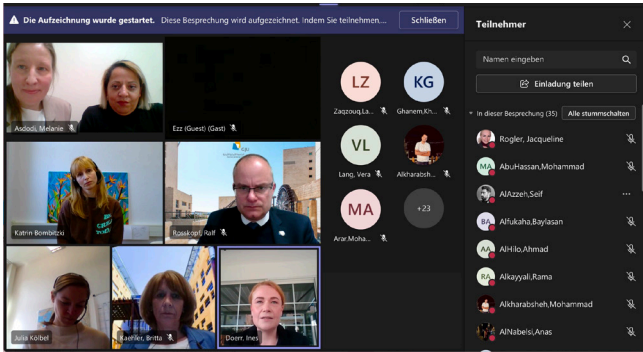 Die Aufzeichnung wurde gestartet. Diese Besprechung wird aufgezeichnet. Indem Sie teilnehmen,... Schließen
Teilnehmer
Namen eingeben
Einladung teilen
In dieser Besprechung (35) Alle stummschalten
Rogler, Jacqueline
MA AbuHassan,Mohammad
AlAzzeh,Seif
BA Alfukaha,Baylasan
AA AlHilo,Ahmad
RA Alkayyali,Rama
Alkharabsheh,Mohammad
AlNabelsi,Anas
Asdodi, Melanie
Ezz (Guest) (Gast)
Katrin Bombitzki
Rosskopf, Ralf
Julia Köibel
Kaehler, Britta
Doerr, Ines
LZ KG
Zaqzouq,La... Ghanem,Kh...
VL
Lang, Vera Alkharabsh...
MA +23
Arar,Moha...